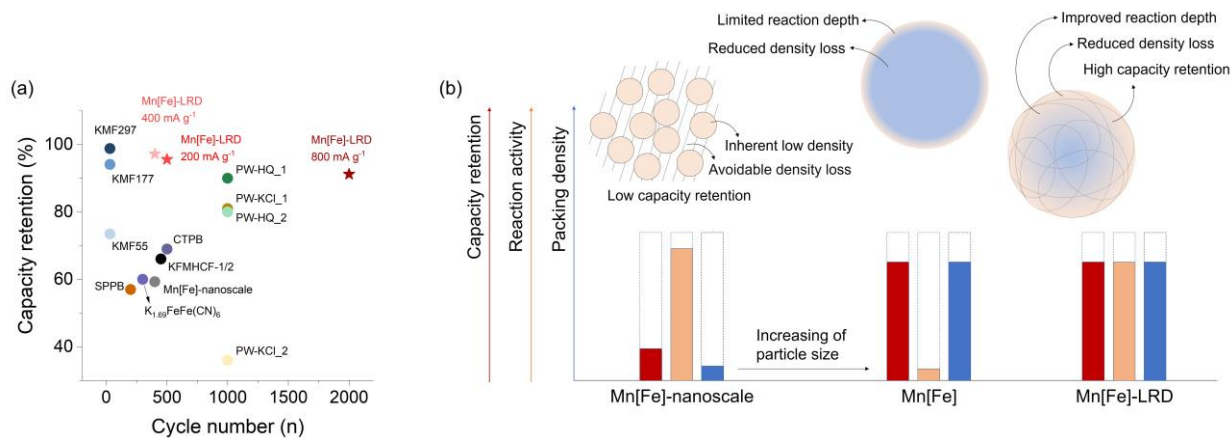 (a)
Capacity retention (%)
100
80
60
40
0
500
1000
1500
2000
Cycle number (n)
KMF297
KMF177
KMF55
Mn[Fe]-LRD
400 mA g⁻¹
Mn[Fe]-LRD
200 mA g⁻¹
Mn[Fe]-LRD
800 mA g⁻¹
PW-HQ_1
PW-KCl_1
PW-HQ_2
CTPB
KFMHCF-1/2
SPPB
Mn[Fe]-nanoscale
K₁.₆₉FeFe(CN)₆
PW-KCl_2
(b)
Capacity retention
Reaction activity
Packing density
Inherent low density
Avoidable density loss
Low capacity retention
Limited reaction depth
Reduced density loss
Improved reaction depth
Reduced density loss
High capacity retention
Increasing of
particle size
Mn[Fe]-nanoscale
Mn[Fe]
Mn[Fe]-LRD